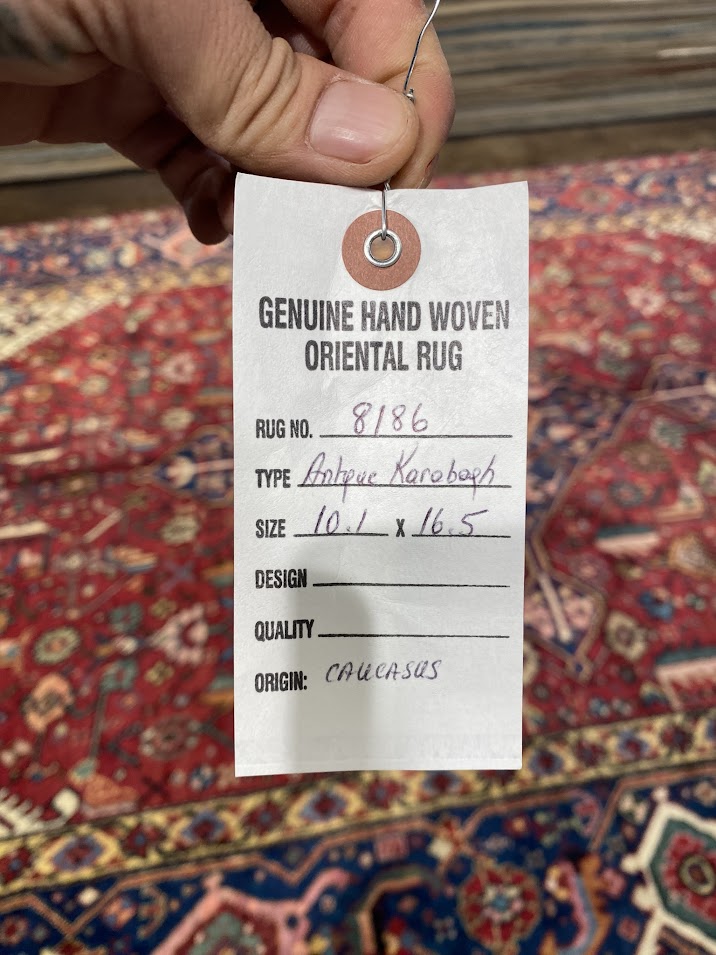 GENUINE HAND WOVEN
ORIENTAL RUG
RUG NO. 8186
TYPE Antque Karabagh
SIZE 10.1 X 16.5
DESIGN
QUALITY
ORIGIN: CAUCASUS